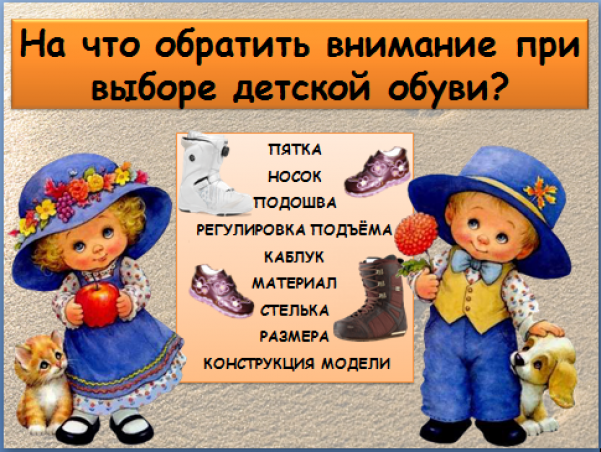 На что обратить внимание при
выборе детской обуви?
ПЯТКА
НОСОК
ПОДОШВА
РЕГУЛИРОВКА ПОДЪЁМА
КАБЛУК
МАТЕРИАЛ
СТЕЛЬКА
РАЗМЕРА
КОНСТРУКЦИЯ МОДЕЛИ